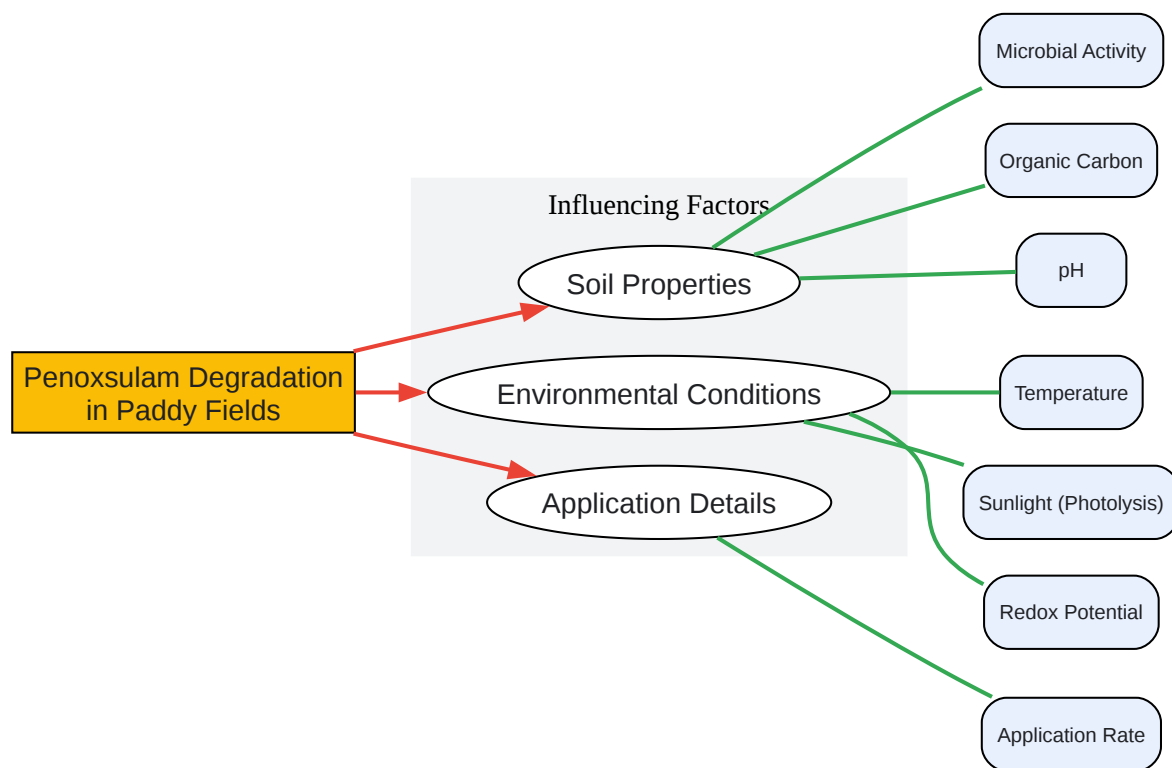 Penoxsulam Degradation
in Paddy Fields
Influencing Factors
Soil Properties
Environmental Conditions
Application Details
Microbial Activity
Organic Carbon
pH
Temperature
Sunlight (Photolysis)
Redox Potential
Application Rate